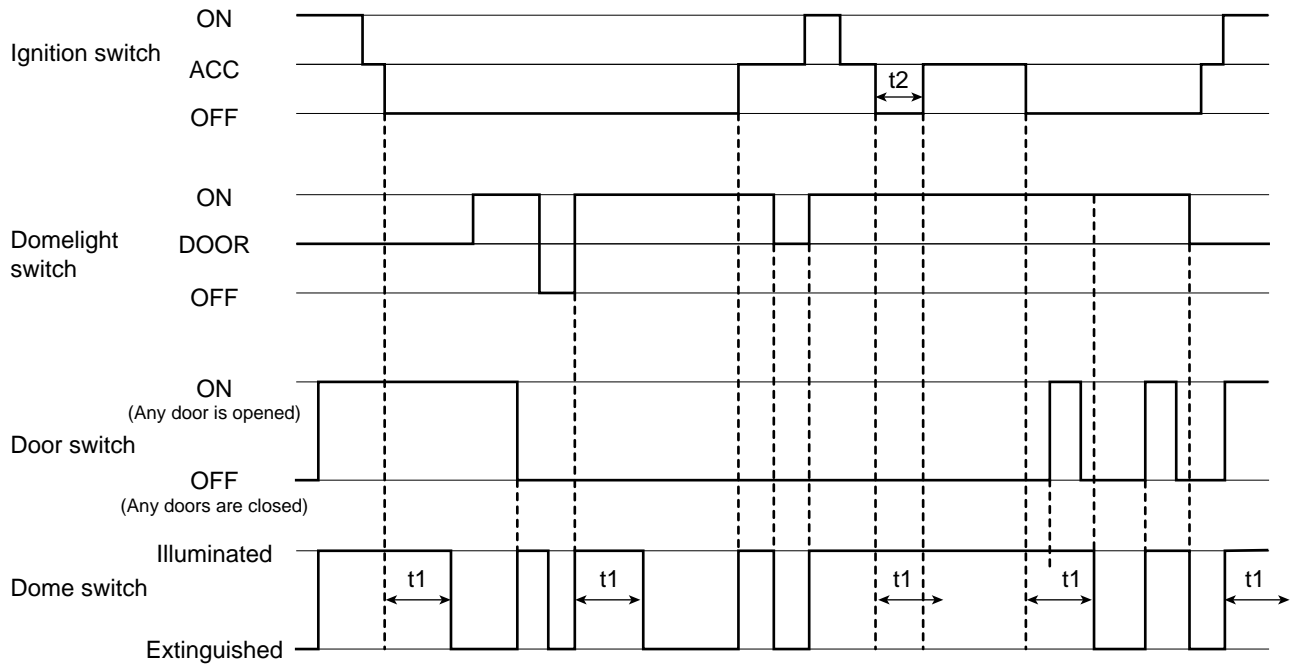 ON
Ignition switch
ACC
t2
OFF
ON
Domelight
switch
DOOR
OFF
ON
(Any door is opened)
Door switch
OFF
(Any doors are closed)
Illuminated
Dome switch
t1
t1
t1
t1
t1
Extinguished